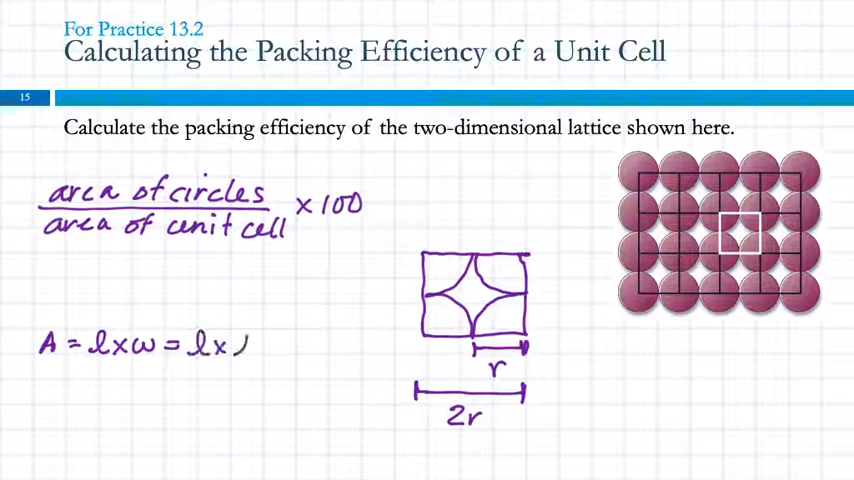 For Practice 13.2
Calculating the Packing Efficiency of a Unit Cell
15
Calculate the packing efficiency of the two-dimensional lattice shown here.
area of circles
area of unit cell
x 100
A = l x w = l x
r
2r